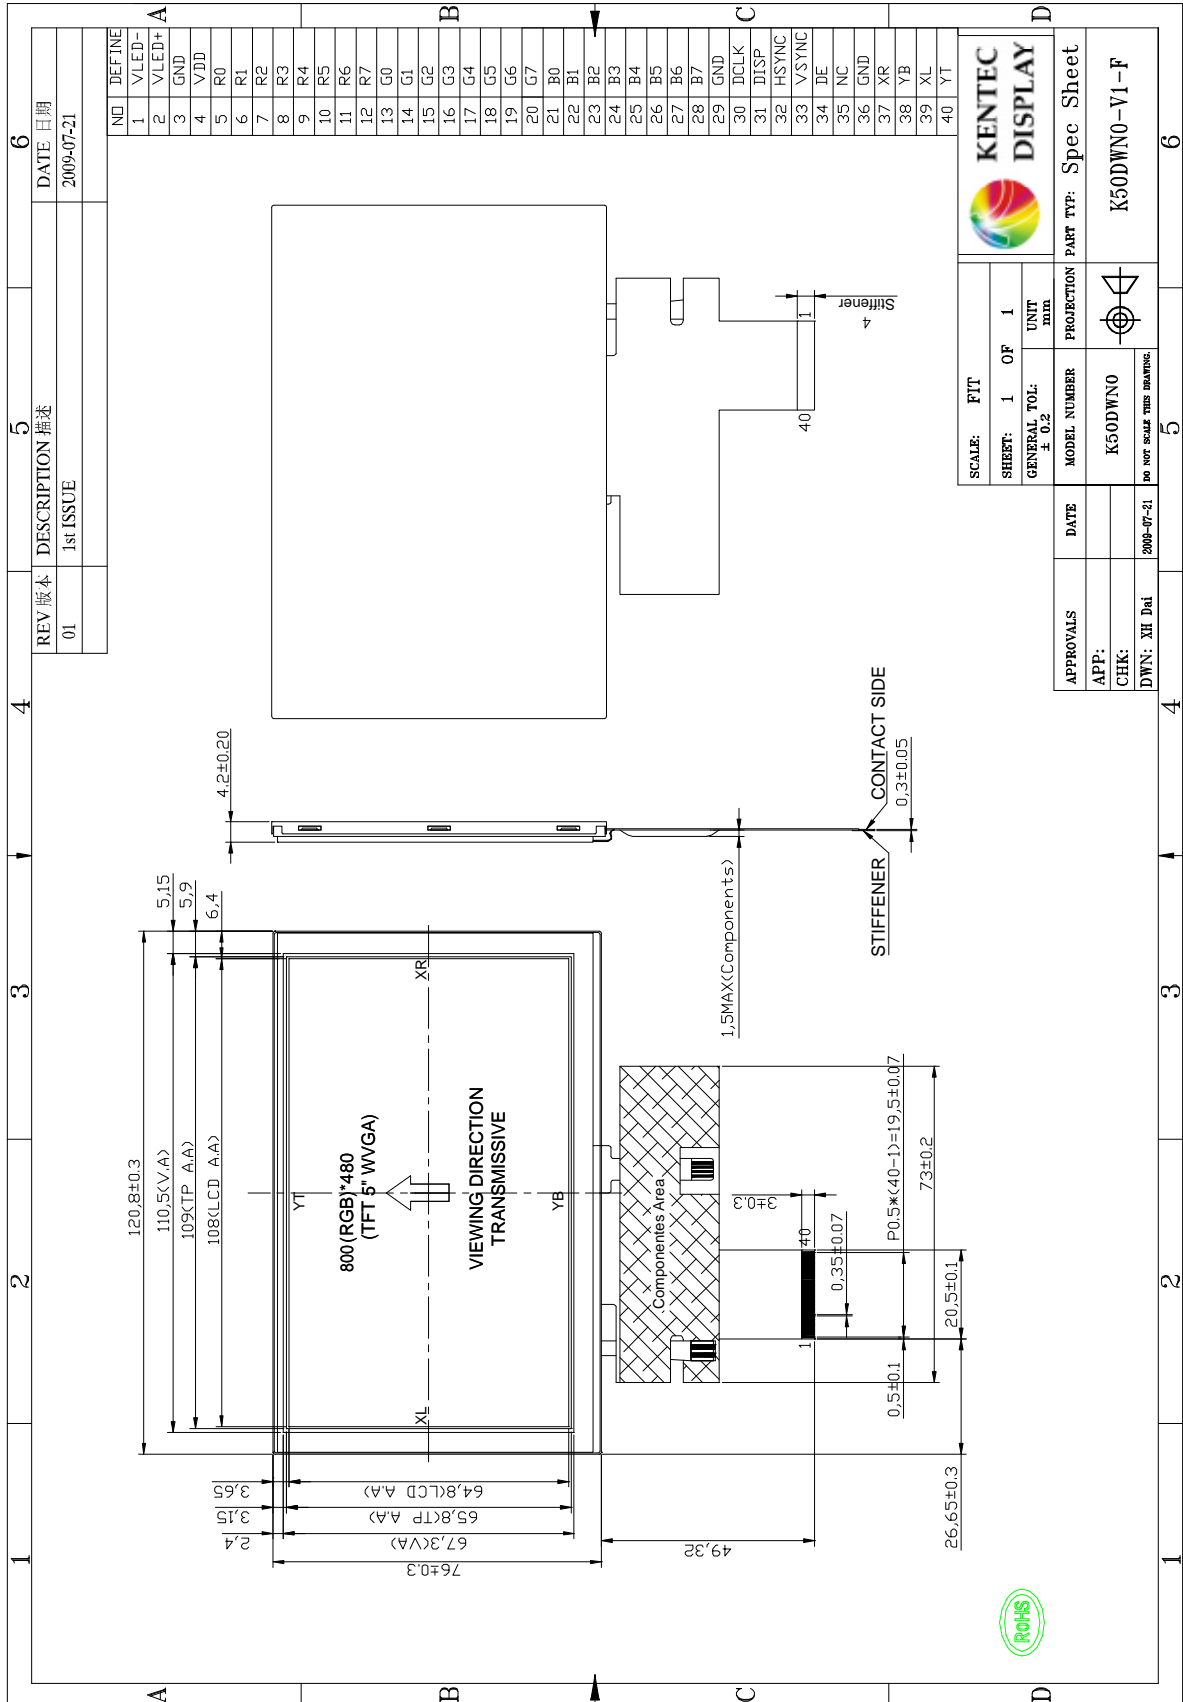 REV 版本 DESCRIPTION 描述 DATE 日期
01 1st ISSUE 2009-07-21
1 2 3 4 5 6
A
B
C
D
NO DEFINE
1 VLED-
2 VLED+
3 GND
4 VDD
5 R0
6 R1
7 R2
8 R3
9 R4
10 R5
11 R6
12 R7
13 G0
14 G1
15 G2
16 G3
17 G4
18 G5
19 G6
20 G7
21 B0
22 B1
23 B2
24 B3
25 B4
26 B5
27 B6
28 B7
29 GND
30 DCLK
31 DISP
32 HSYNC
33 VSYNC
34 DE
35 NC
36 GND
37 XR
38 YB
39 XL
40 YT
120,8±0.3
110,5(V.A)
109(TP A.A)
108(LCD A.A)
5,15
5,9
6,4
4.2±0.20
3,65
3,15
2,4
64,8(LCD A.A)
65,8(TP A.A)
67,3(VA)
76±0.3
49,32
YT
XL
XR
YB
800(RGB)*480
(TFT 5" WVGA)
VIEWING DIRECTION
TRANSMISSIVE
Componentes Area
3±0.3
1 40
0,35±0.07
P0.5*(40-1)=19,5±0.07
0,5±0.1
20,5±0.1
73±0.2
26,65±0.3
1,5MAX(Components)
STIFFENER
CONTACT SIDE
0,3±0.05
40 1
4
Stiffener
ROHS
KENTEC
DISPLAY
SCALE: FIT
SHEET: 1 OF 1
GENERAL TOL:
± 0.2
UNIT
mm
APPROVALS DATE MODEL NUMBER PROJECTION PART TYP: Spec Sheet
APP:
CHK:
DWN: XH Dai 2009-07-21
K50DWN0
DO NOT SCALE THIS DRAWING.
K50DWN0-V1-F
1 2 3 4 5 6
A
B
C
D